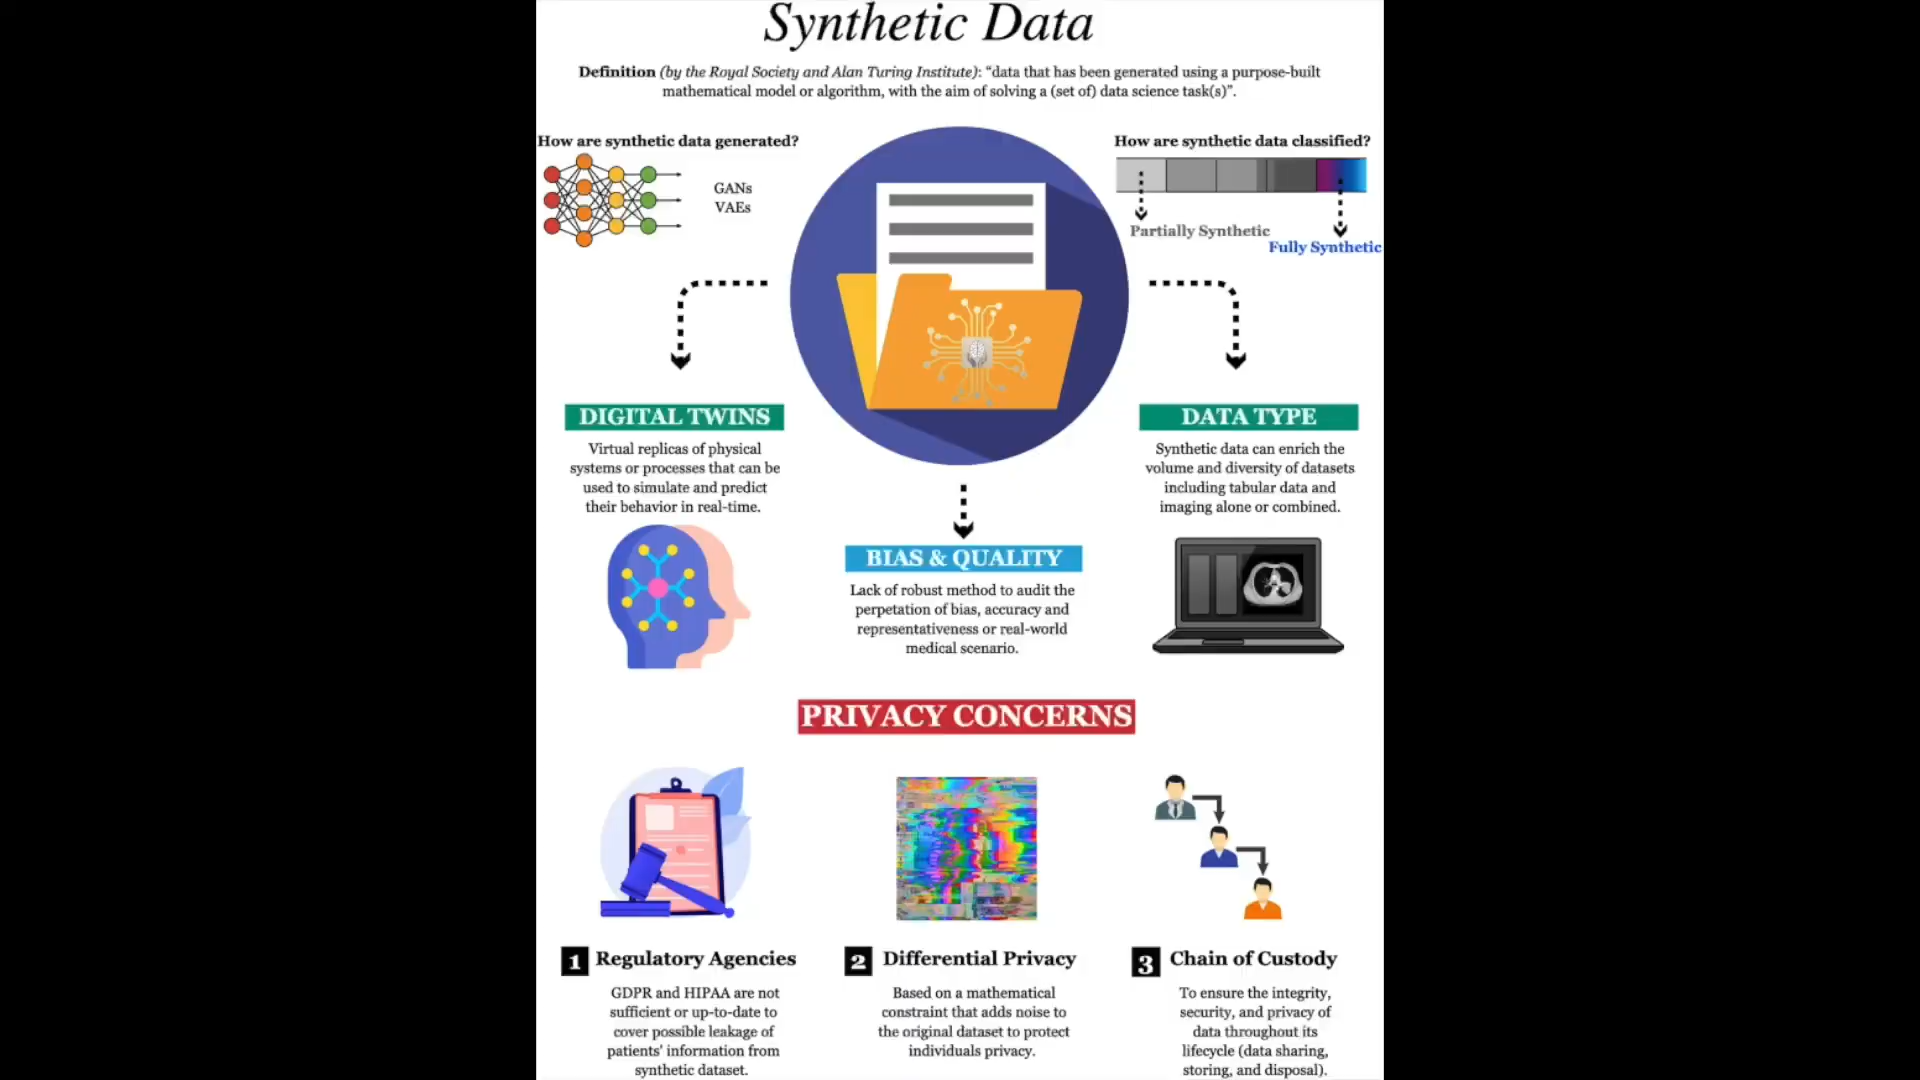 Synthetic Data
Definition (by the Royal Society and Alan Turing Institute): “data that has been generated using a purpose-built
mathematical model or algorithm, with the aim of solving a (set of) data science task(s)”.
How are synthetic data generated?
GANs
VAEs
How are synthetic data classified?
Partially Synthetic
Fully Synthetic
DIGITAL TWINS
Virtual replicas of physical
systems or processes that can be
used to simulate and predict
their behavior in real-time.
DATA TYPE
Synthetic data can enrich the
volume and diversity of datasets
including tabular data and
imaging alone or combined.
BIAS & QUALITY
Lack of robust method to audit the
perpetation of bias, accuracy and
representativeness or real-world
medical scenario.
PRIVACY CONCERNS
1 Regulatory Agencies
GDPR and HIPAA are not
sufficient or up-to-date to
cover possible leakage of
patients' information from
synthetic dataset.
2 Differential Privacy
Based on a mathematical
constraint that adds noise to
the original dataset to protect
individuals privacy.
3 Chain of Custody
To ensure the integrity,
security, and privacy of
data throughout its
lifecycle (data sharing,
storing, and disposal).